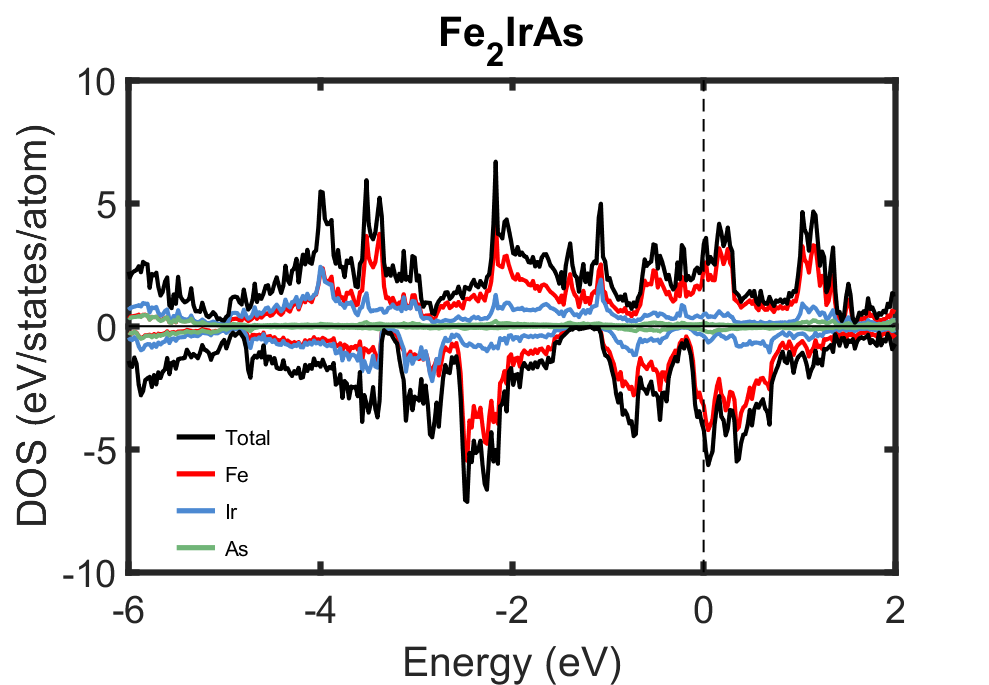 Fe2IrAs
DOS (eV/states/atom)
10
5
0
-5
-10
Total
Fe
Ir
As
-6 -4 -2 0 2
Energy (eV)